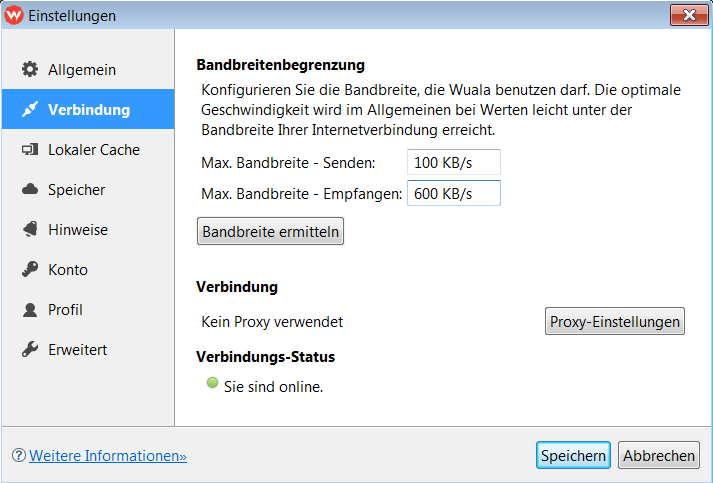 Einstellungen
Allgemein
Verbindung
Lokaler Cache
Speicher
Hinweise
Konto
Profil
Erweitert
Bandbreitenbegrenzung
Konfigurieren Sie die Bandbreite, die Wuala benutzen darf. Die optimale
Geschwindigkeit wird im Allgemeinen bei Werten leicht unter der
Bandbreite Ihrer Internetverbindung erreicht.
Max. Bandbreite - Senden: 100 KB/s
Max. Bandbreite - Empfangen: 600 KB/s
Bandbreite ermitteln
Verbindung
Kein Proxy verwendet Proxy-Einstellungen
Verbindungs-Status
Sie sind online.
? Weitere Informationen» Speichern Abbrechen